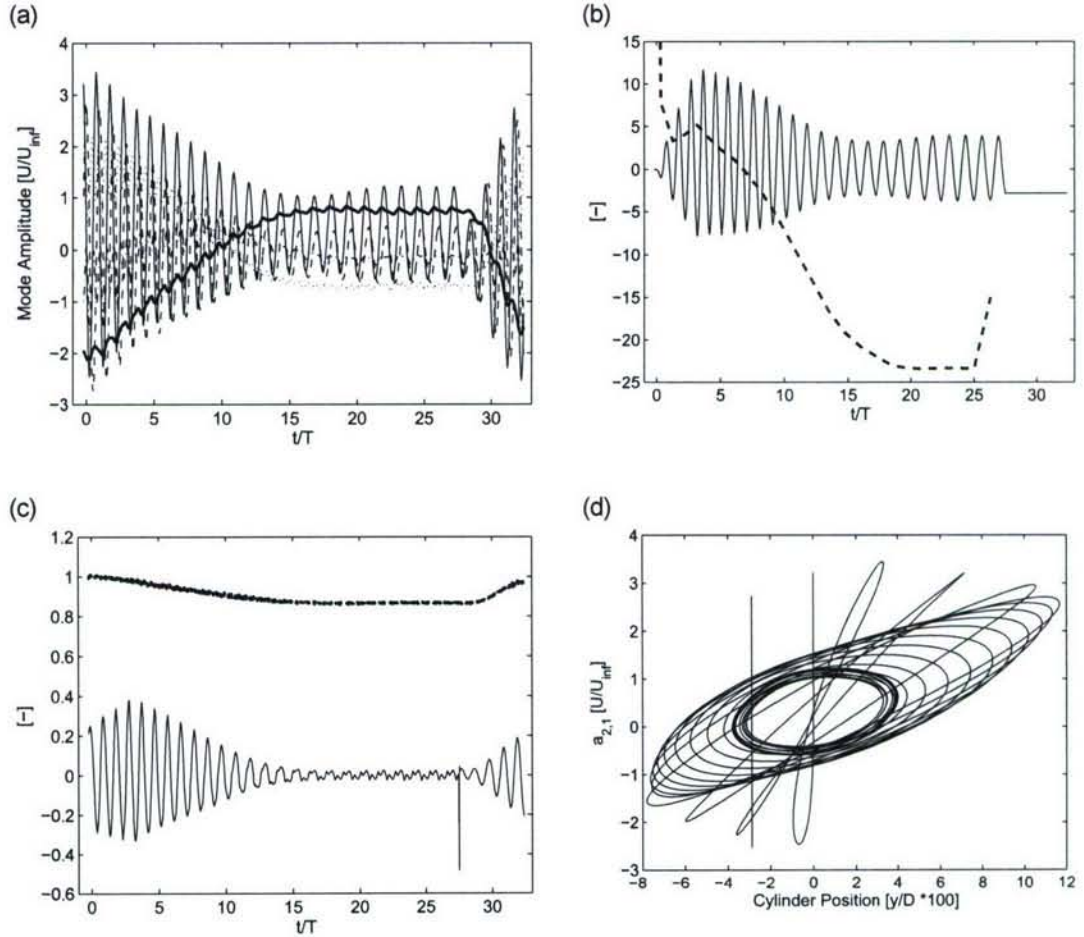 (a)
4
3
2
1
0
−1
−2
−3
Mode Amplitude [U/U_inf]
0 5 10 15 20 25 30
t/T
(b)
15
10
5
0
−5
−10
−15
−20
−25
[−]
0 5 10 15 20 25 30
t/T
(c)
1.2
1
0.8
0.6
0.4
0.2
0
−0.2
−0.4
−0.6
[−]
0 5 10 15 20 25 30
t/T
(d)
4
3
2
1
0
−1
−2
−3
a_2,1 [U/U_inf]
−8 −6 −4 −2 0 2 4 6 8 10 12
Cylinder Position [y/D *100]